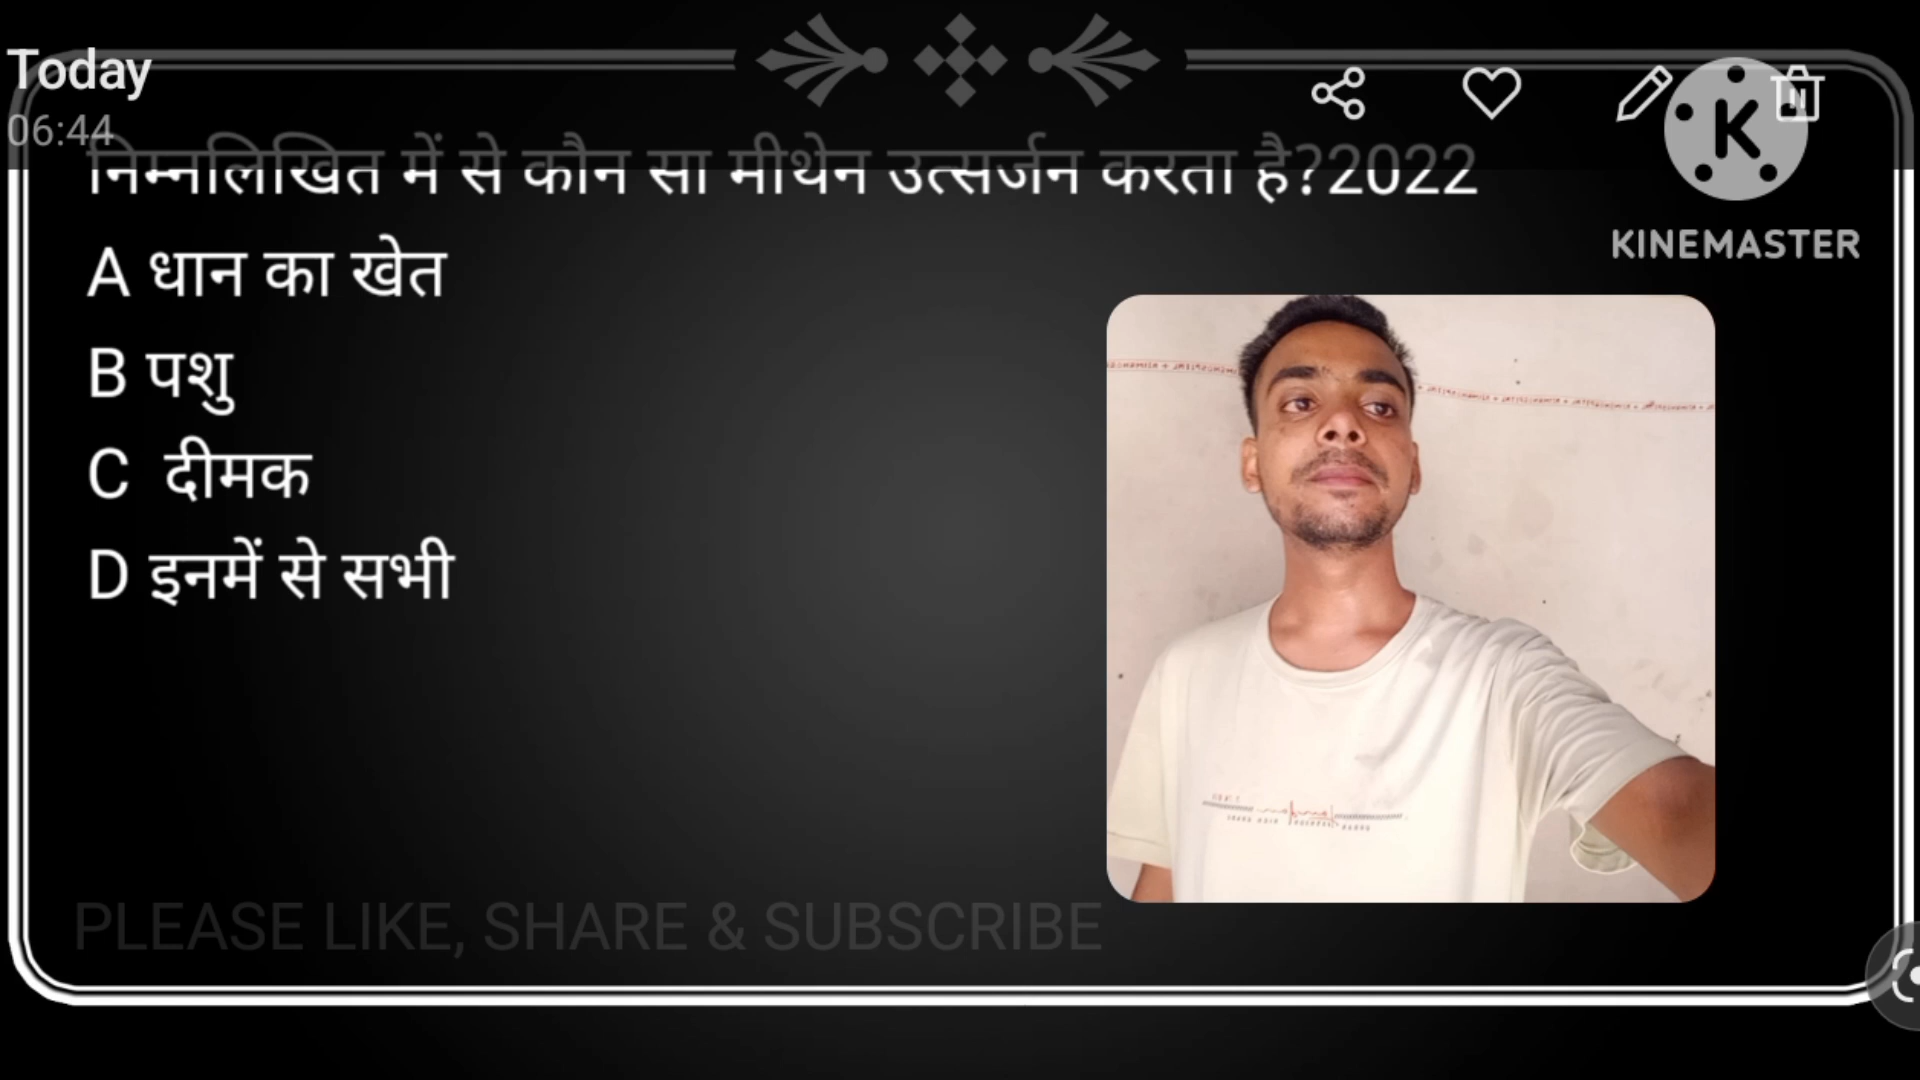 Today
06:44
निम्नलिखित में से कौन सा मीथेन उत्सर्जन करता है?2022
KINEMASTER
A धान का खेत
B पशु
C दीमक
D इनमें से सभी
PLEASE LIKE, SHARE & SUBSCRIBE